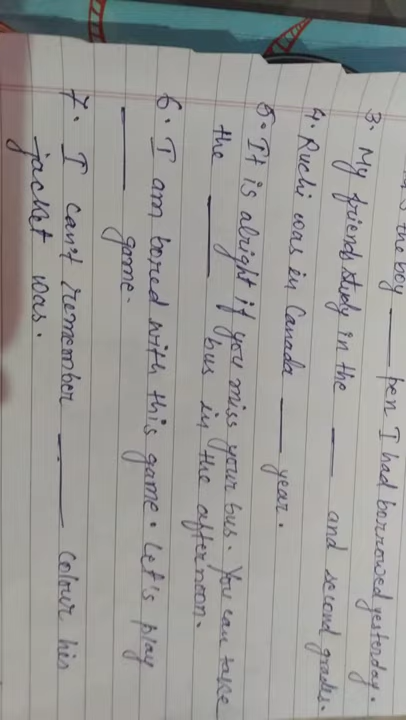 the boy ___ pen I had borrowed yesterday.
3. My friends study in the ___ and second grades.
4. Ruchi was in Canada ___ year.
5. It is alright if you miss your bus. You can take
the ___ bus in the afternoon.
6. I am bored with this game. Let's play
___ game.
7. I can't remember ___ colour his
jacket was.